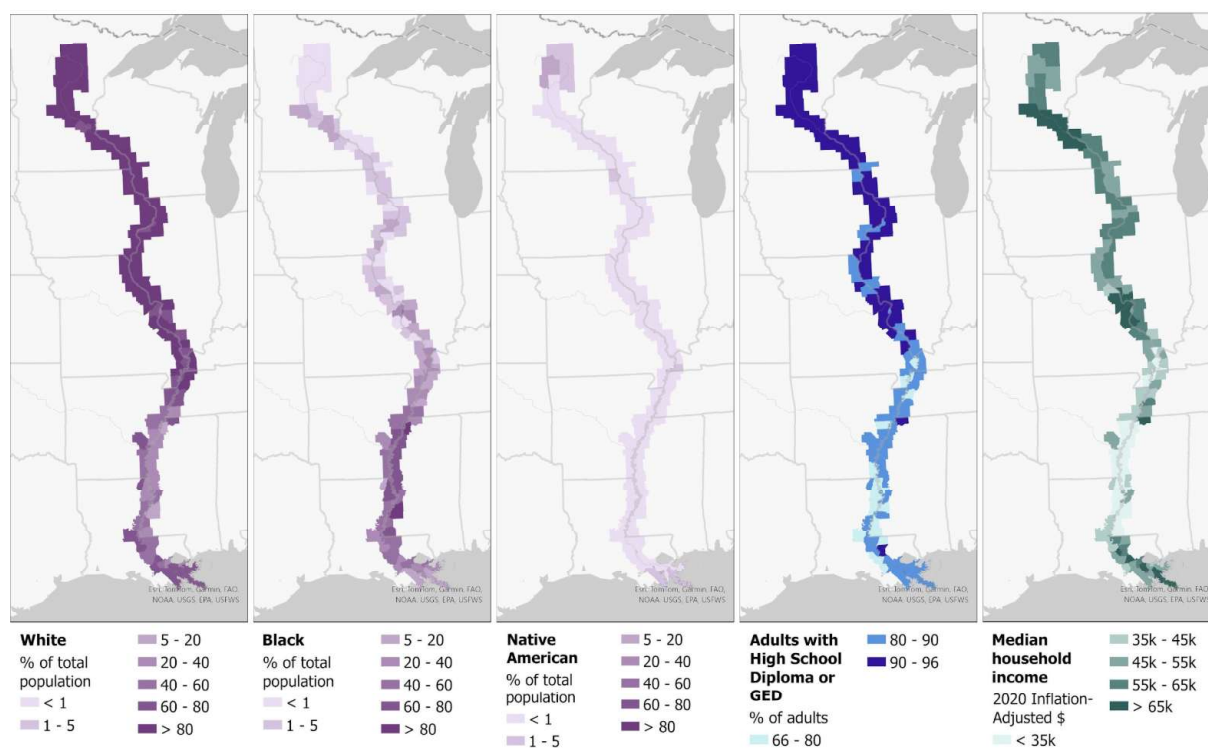 Esri, TomTom, Garmin, FAO,
NOAA, USGS, EPA, USFWS
Esri, TomTom, Garmin, FAO,
NOAA, USGS, EPA, USFWS
Esri, TomTom, Garmin, FAO,
NOAA, USGS, EPA, USFWS
Esri, TomTom, Garmin, FAO,
NOAA, USGS, EPA, USFWS
Esri, TomTom, Garmin, FAO,
NOAA, USGS, EPA, USFWS
White
% of total
population
< 1
1 - 5
5 - 20
20 - 40
40 - 60
60 - 80
> 80
Black
% of total
population
< 1
1 - 5
5 - 20
20 - 40
40 - 60
60 - 80
> 80
Native
American
% of total
population
< 1
1 - 5
5 - 20
20 - 40
40 - 60
60 - 80
> 80
Adults with
High School
Diploma or
GED
% of adults
66 - 80
80 - 90
90 - 96
Median
household
income
2020 Inflation-
Adjusted $
< 35k
35k - 45k
45k - 55k
55k - 65k
> 65k